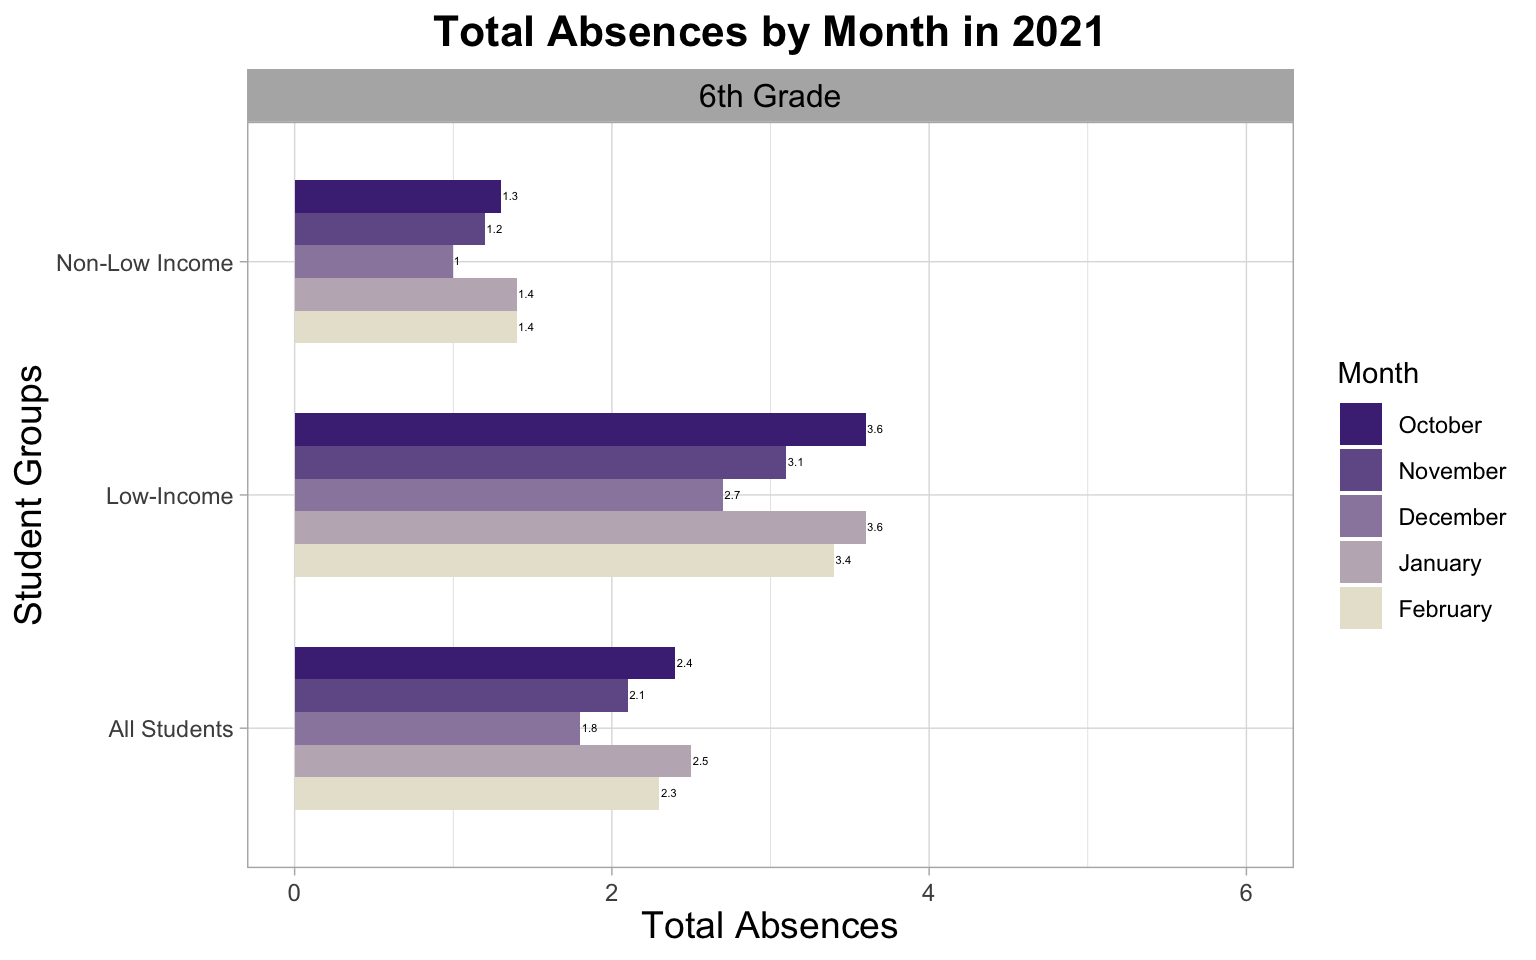 Total Absences by Month in 2021
6th Grade
Student Groups
Non-Low Income
1.3
1.2
1
1.4
1.4
Low-Income
3.6
3.1
2.7
3.6
3.4
All Students
2.4
2.1
1.8
2.5
2.3
0 2 4 6
Total Absences
Month
October
November
December
January
February